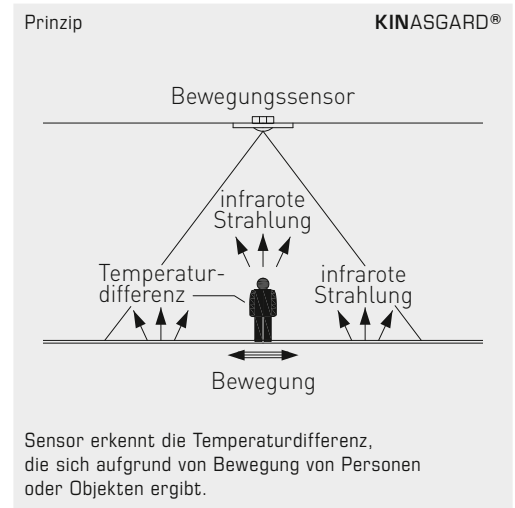 Prinzip KINASGARD®
Bewegungssensor
infrarote
Strahlung
Temperatur-
differenz
infrarote
Strahlung
Bewegung
Sensor erkennt die Temperaturdifferenz,
die sich aufgrund von Bewegung von Personen
oder Objekten ergibt.